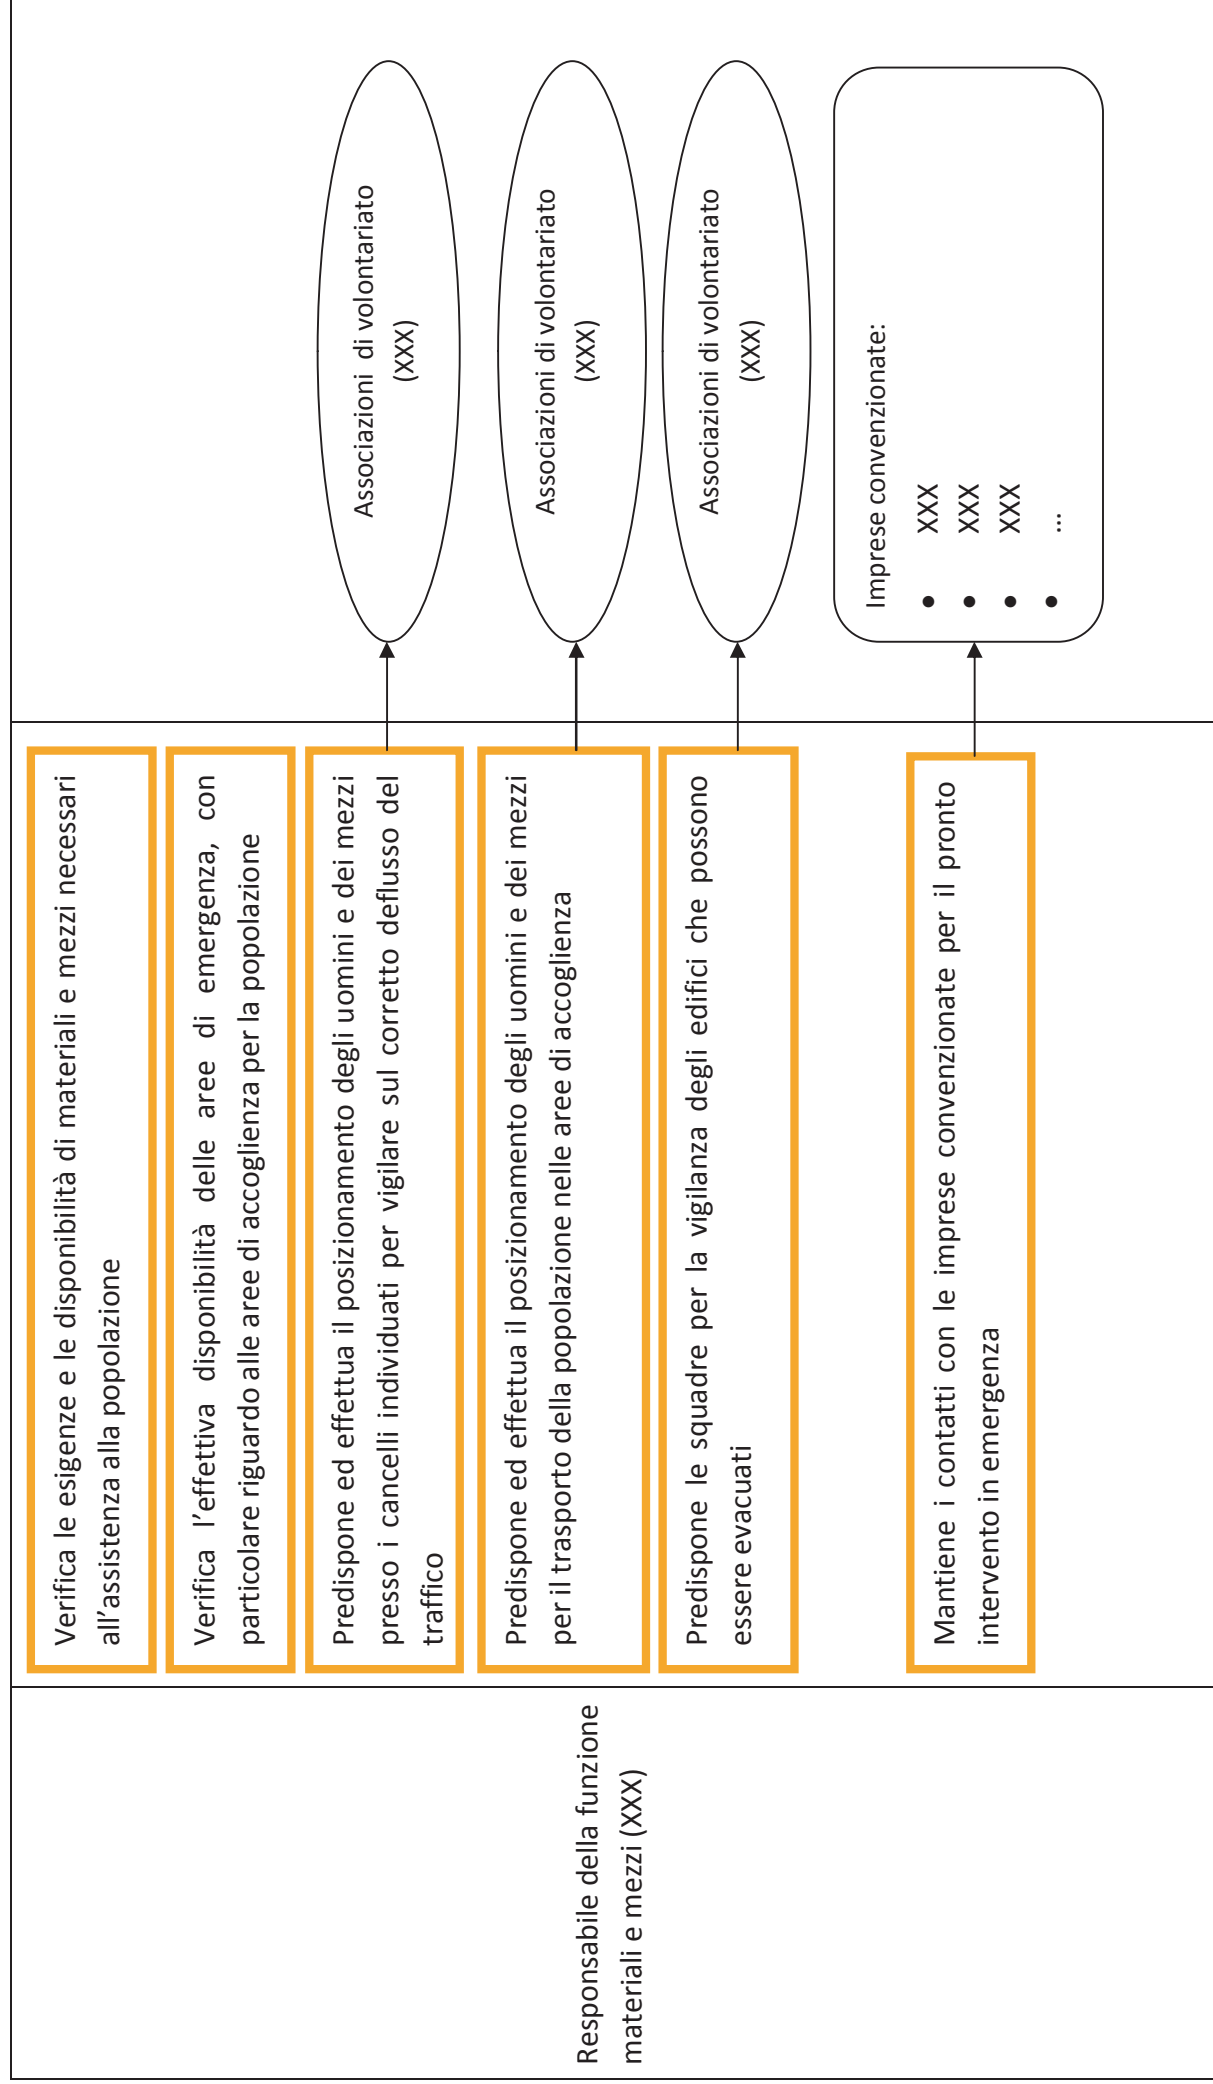 Responsabile della funzione
materiali e mezzi (XXX)
Verifica le esigenze e le disponibilità di materiali e mezzi necessari
all'assistenza alla popolazione
Verifica l'effettiva disponibilità delle aree di emergenza, con
particolare riguardo alle aree di accoglienza per la popolazione
Predispone ed effettua il posizionamento degli uomini e dei mezzi
presso i cancelli individuati per vigilare sul corretto deflusso del
traffico
Associazioni di volontariato
(XXX)
Predispone ed effettua il posizionamento degli uomini e dei mezzi
per il trasporto della popolazione nelle aree di accoglienza
Associazioni di volontariato
(XXX)
Predispone le squadre per la vigilanza degli edifici che possono
essere evacuati
Associazioni di volontariato
(XXX)
Mantiene i contatti con le imprese convenzionate per il pronto
intervento in emergenza
Imprese convenzionate:
• XXX
• XXX
• XXX
• ...